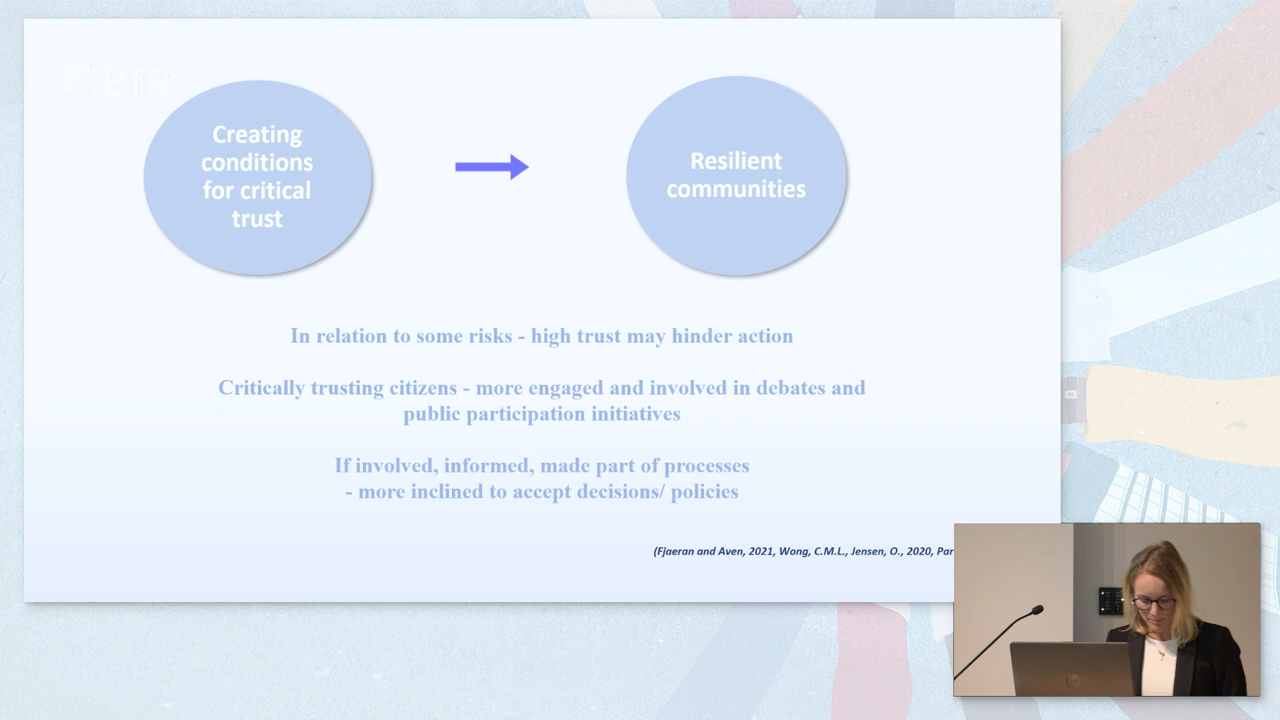 BfR
Creating
conditions
for critical
trust
Resilient
communities
In relation to some risks - high trust may hinder action
Critically trusting citizens - more engaged and involved in debates and
public participation initiatives
If involved, informed, made part of processes
- more inclined to accept decisions/ policies
(Fjaeran and Aven, 2021, Wong, C.M.L., Jensen, O., 2020, Par